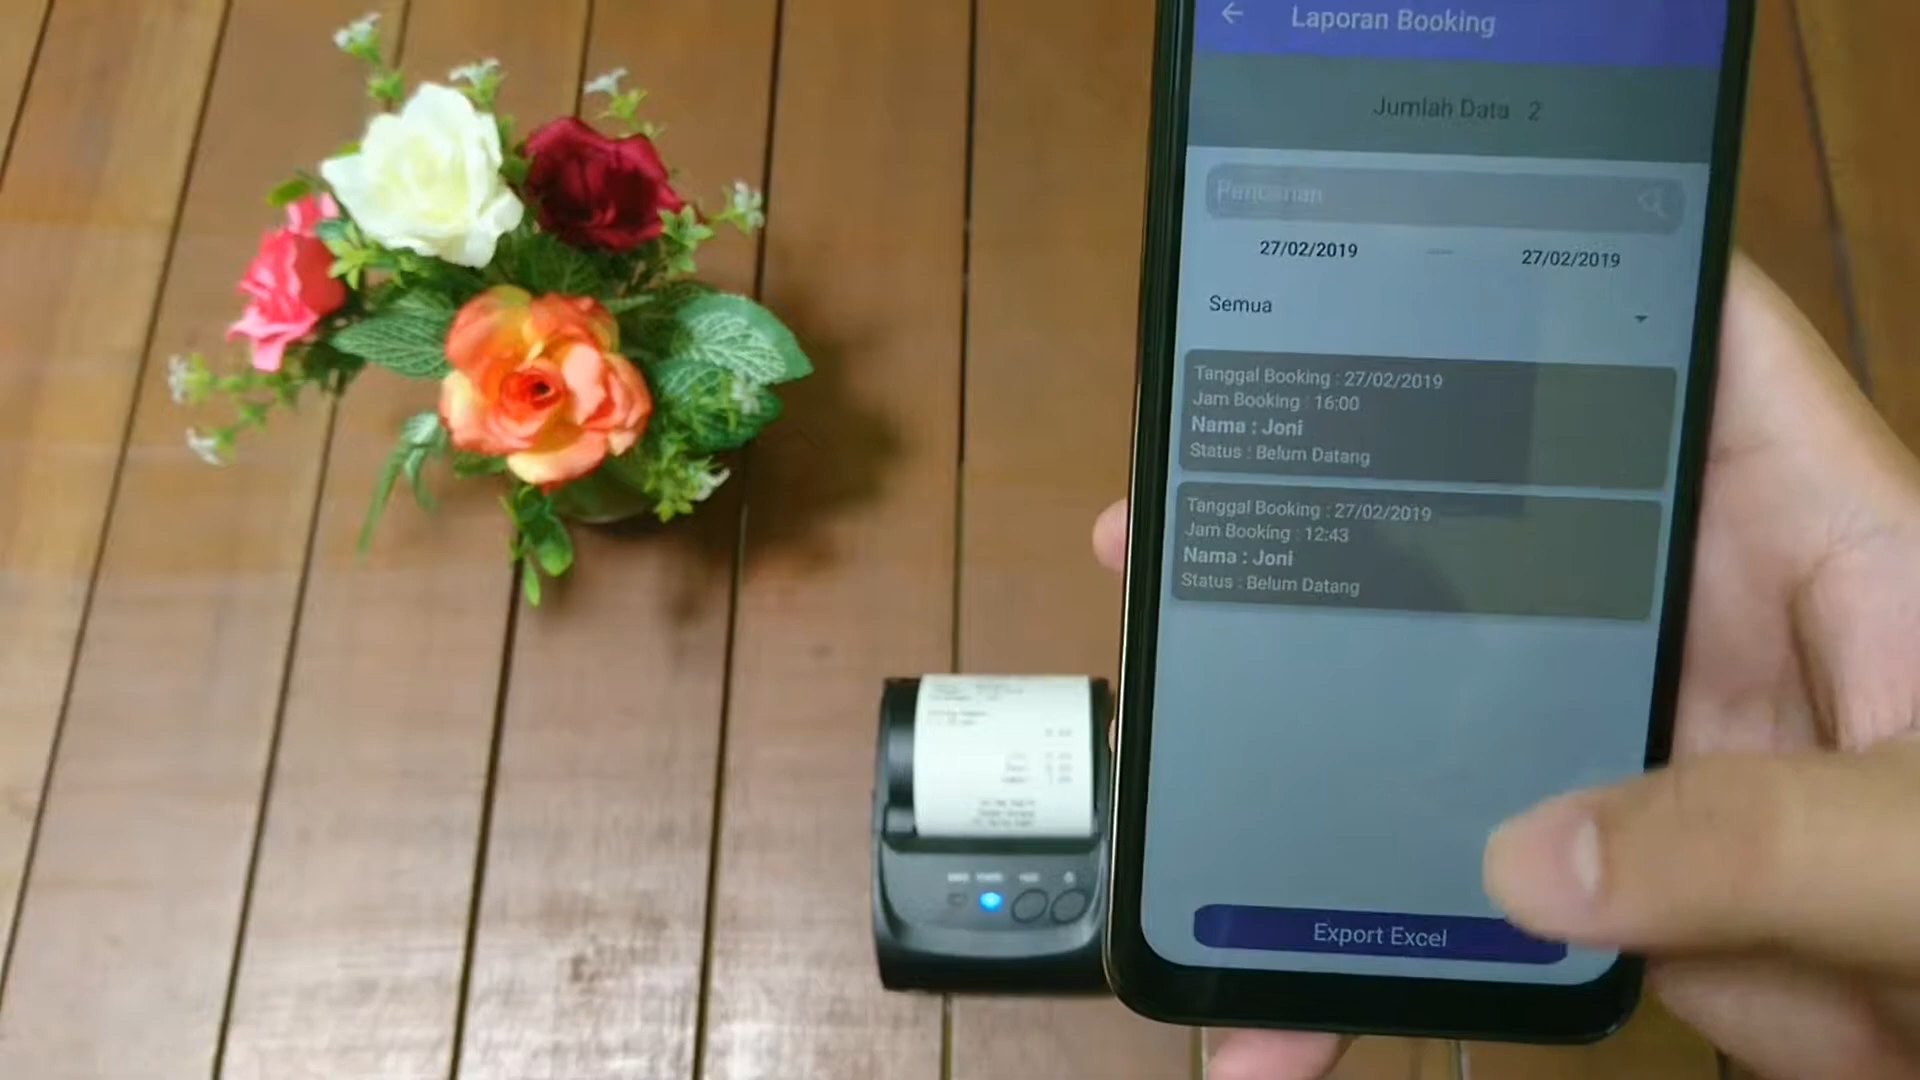 Laporan Booking
Jumlah Data 2
Pencarian
27/02/2019 — 27/02/2019
Semua
Tanggal Booking : 27/02/2019
Jam Booking : 16:00
Nama : Joni
Status : Belum Datang
Tanggal Booking : 27/02/2019
Jam Booking : 12:43
Nama : Joni
Status : Belum Datang
Export Excel